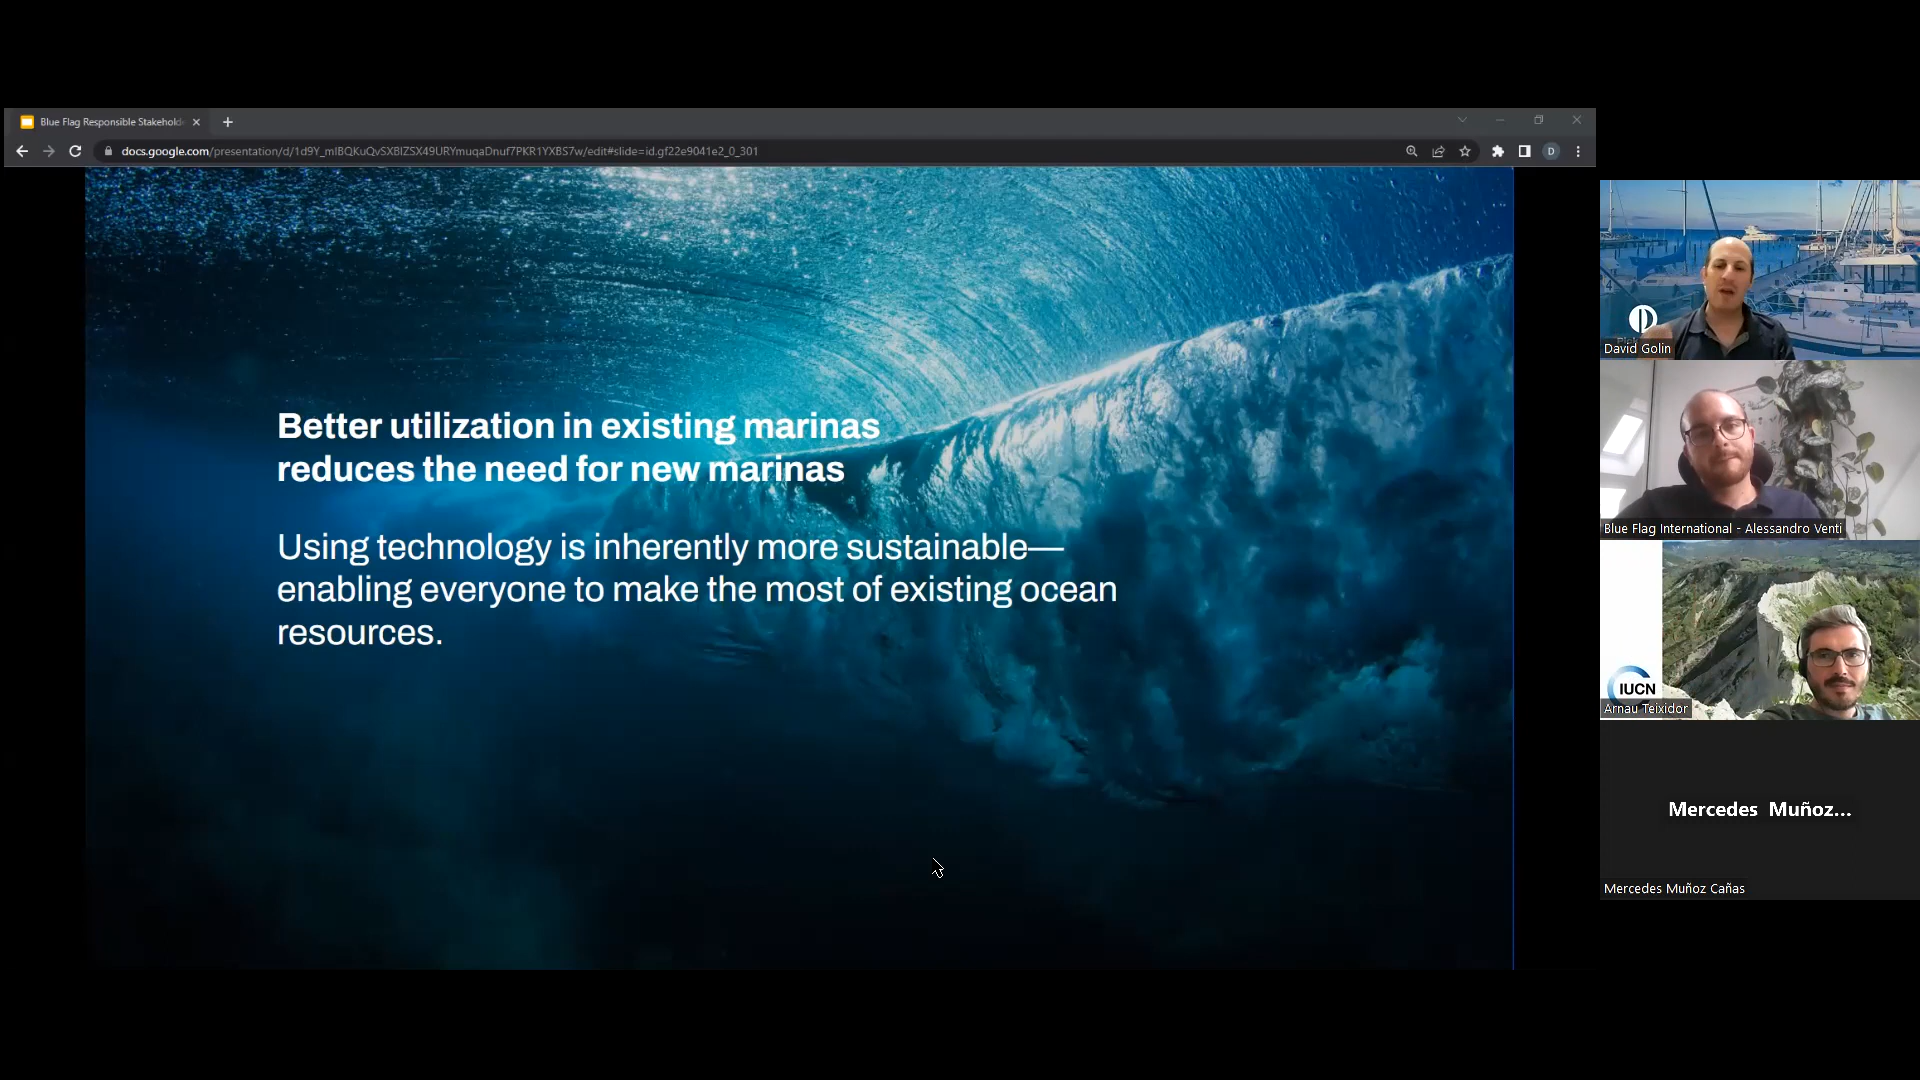 Blue Flag Responsible Stakehold
docs.google.com/presentation/d/1d9Y_mIBQKuQvSXBIZSX49URYmuqaDnuf7PKR1YXBS7w/edit#slide=id.gf22e9041e2_0_301
D
Better utilization in existing marinas
reduces the need for new marinas
Using technology is inherently more sustainable—
enabling everyone to make the most of existing ocean
resources.
David Golin
Blue Flag International - Alessandro Venti
IUCN
Arnau Teixidor
Mercedes Muñoz...
Mercedes Muñoz Cañas